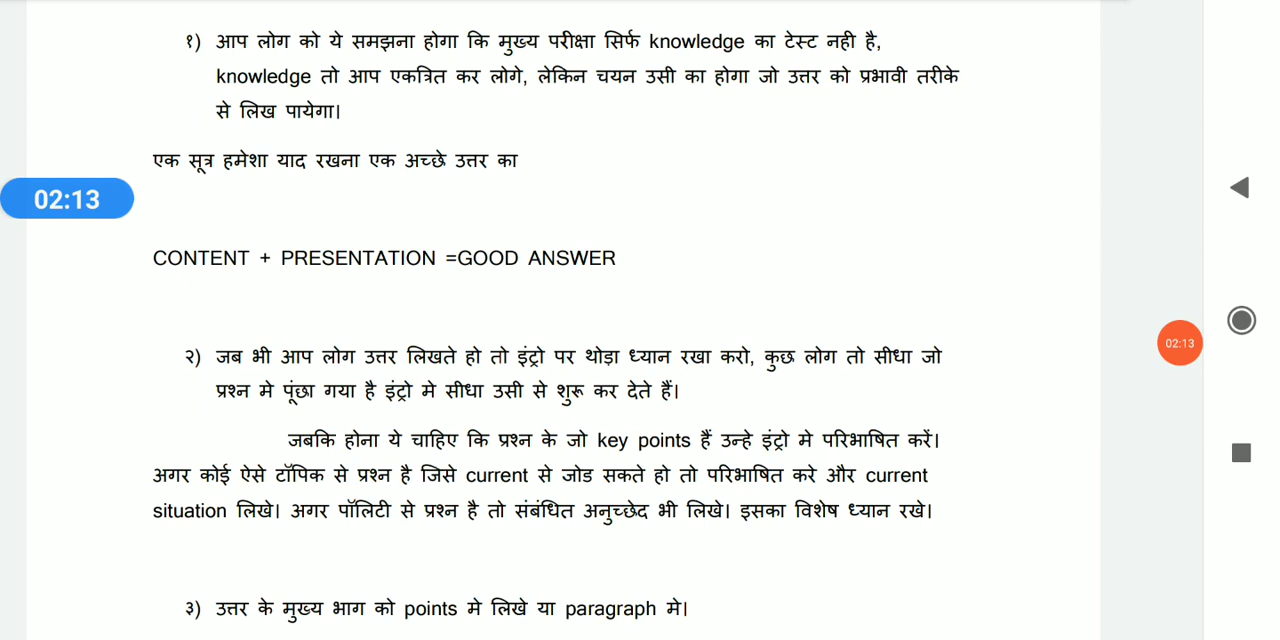 १) आप लोग को ये समझना होगा कि मुख्य परीक्षा सिर्फ knowledge का टेस्ट नही है,
knowledge तो आप एकत्रित कर लोगे, लेकिन चयन उसी का होगा जो उत्तर को प्रभावी तरीके
से लिख पायेगा।
एक सूत्र हमेशा याद रखना एक अच्छे उत्तर का
02:13
CONTENT + PRESENTATION =GOOD ANSWER
02:13
२) जब भी आप लोग उत्तर लिखते हो तो इंट्रो पर थोड़ा ध्यान रखा करो, कुछ लोग तो सीधा जो
प्रश्न मे पूंछा गया है इंट्रो मे सीधा उसी से शुरू कर देते हैं।
जबकि होना ये चाहिए कि प्रश्न के जो key points हैं उन्हे इंट्रो मे परिभाषित करें।
अगर कोई ऐसे टॉपिक से प्रश्न है जिसे current से जोड सकते हो तो परिभाषित करे और current
situation लिखे। अगर पॉलिटी से प्रश्न है तो संबंधित अनुच्छेद भी लिखे। इसका विशेष ध्यान रखे।
३) उत्तर के मुख्य भाग को points मे लिखे या paragraph मे।